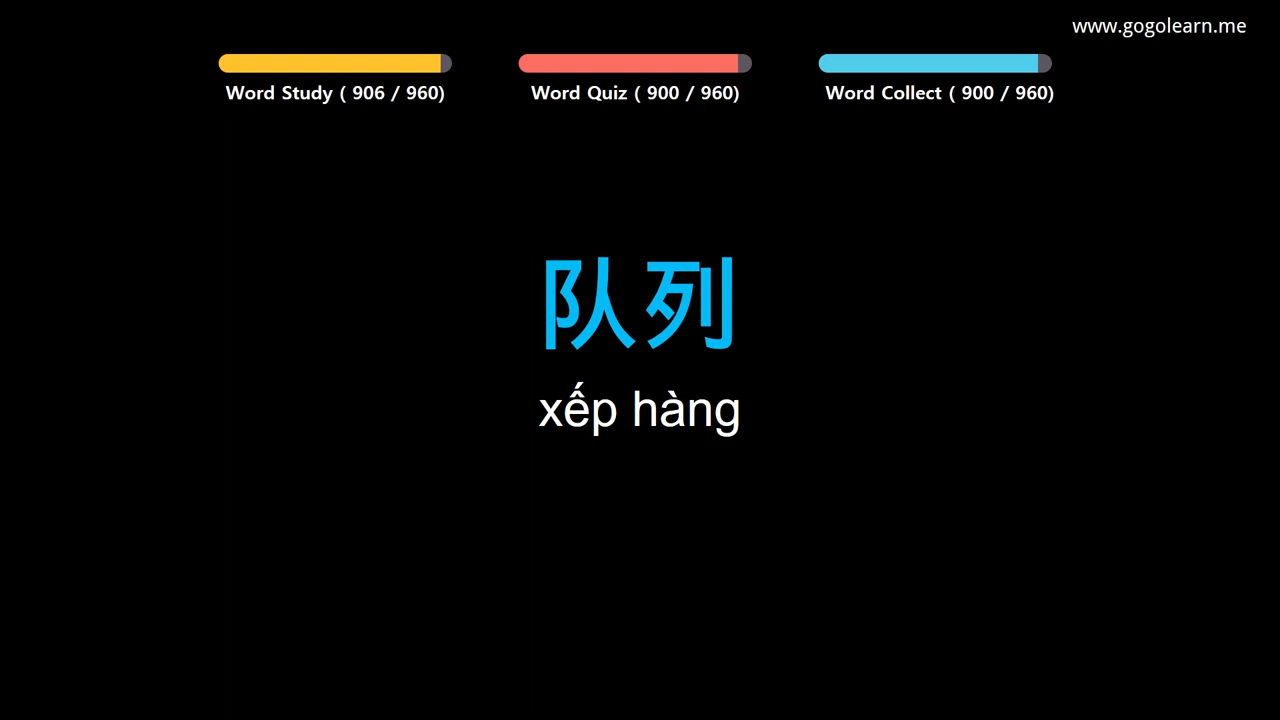 www.gogolearn.me
Word Study ( 906 / 960)
Word Quiz ( 900 / 960)
Word Collect ( 900 / 960)
队列
xếp hàng